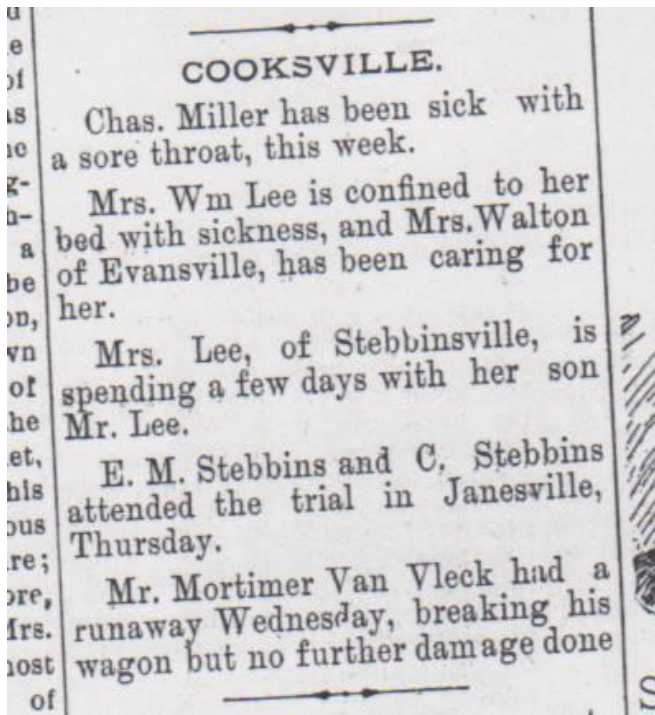 COOKSVILLE.
Chas. Miller has been sick with
a sore throat, this week.
Mrs. Wm Lee is confined to her
bed with sickness, and Mrs.Walton
of Evansville, has been caring for
her.
Mrs. Lee, of Stebbinsville, is
spending a few days with her son
Mr. Lee.
E. M. Stebbins and C. Stebbins
attended the trial in Janesville,
Thursday.
Mr. Mortimer Van Vleck had a
runaway Wednesday, breaking his
wagon but no further damage done